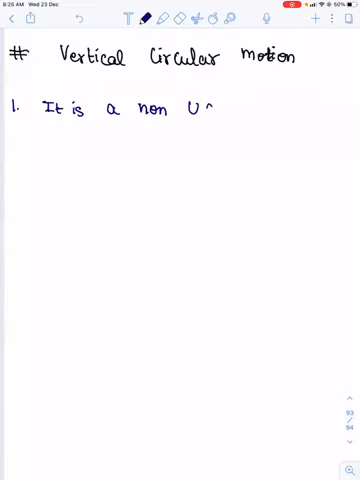 8:25 AM Wed 23 Dec 50%
# Vertical Circular motion
1. It is a non U
93
/
94